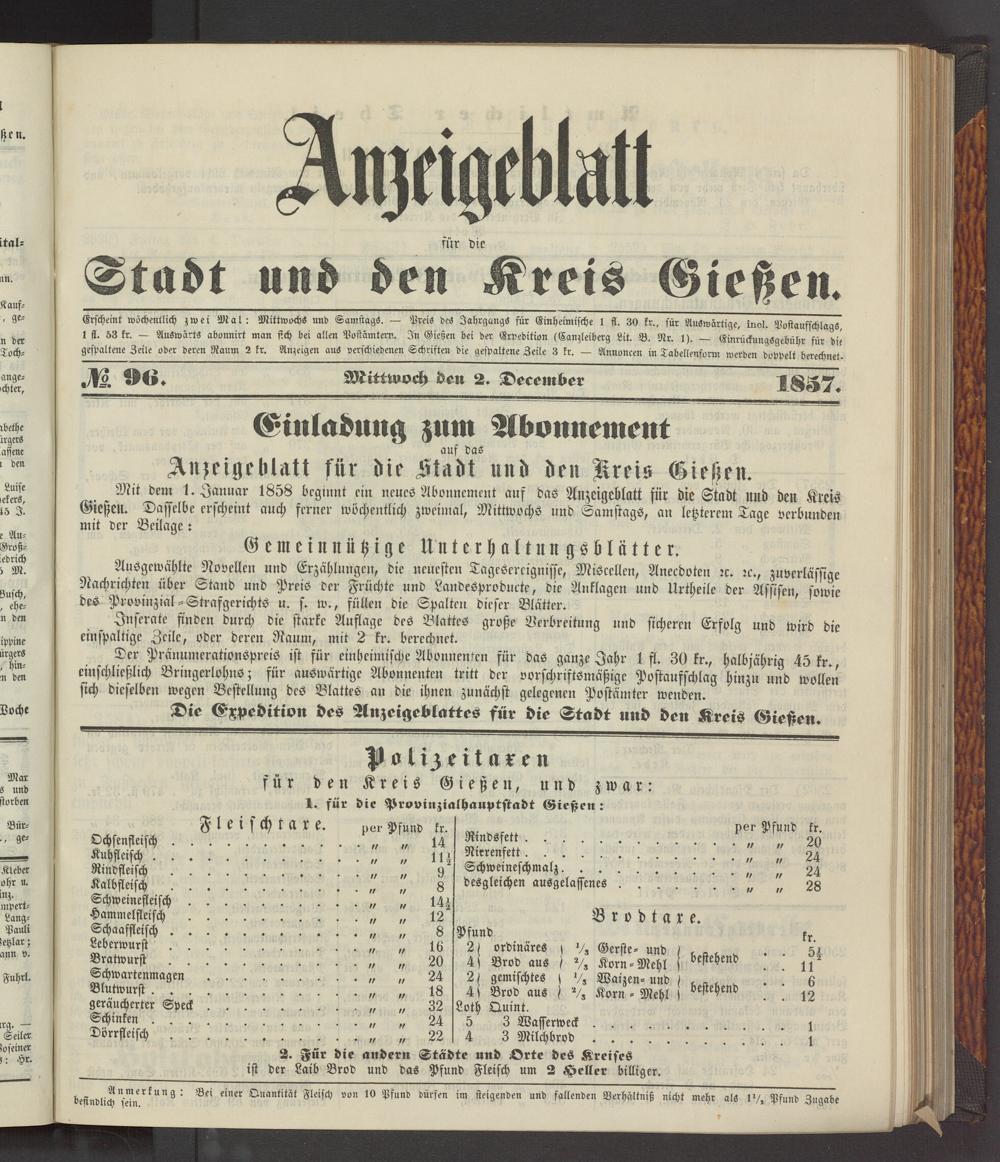 Anzeigeblatt
für die
Stadt und den Kreis Gießen.
Erscheint wöchentlich zwei Mal: Mittwochs und Samstags. — Preis des Jahrgangs für Einheimische 1 fl. 30 kr., für Auswärtige, incl. Postaufschlags,
1 fl. 53 kr. — Auswärts abonnirt man sich bei allen Postämtern. In Gießen bei der Expedition (Canzleiberg Lit. B. Nr. 1). — Einrückungsgebühr für die
gespaltene Zeile oder deren Raum 2 kr. Anzeigen aus verschiedenen Schriften die gespaltene Zeile 3 kr. — Annoncen in Tabellenform werden doppelt berechnet.
№ 96. Mittwoch den 2. December 1857.
Einladung zum Abonnement
auf das
Anzeigeblatt für die Stadt und den Kreis Gießen.
Mit dem 1. Januar 1858 beginnt ein neues Abonnement auf das Anzeigeblatt für die Stadt und den Kreis
Gießen. Dasselbe erscheint auch ferner wöchentlich zweimal, Mittwochs und Samstags, an letzterem Tage verbunden
mit der Beilage:
Gemeinnützige Unterhaltungsblätter.
Ausgewählte Novellen und Erzählungen, die neuesten Tagesereignisse, Miscellen, Anecdoten ꝛc. ꝛc., zuverlässige
Nachrichten über Stand und Preis der Früchte und Landesproducte, die Anklagen und Urtheile der Assisen, sowie
des Provinzial-Strafgerichts u. s. w., füllen die Spalten dieser Blätter.
Inserate finden durch die starke Auflage des Blattes große Verbreitung und sicheren Erfolg und wird die
einspaltige Zeile, oder deren Raum, mit 2 kr. berechnet.
Der Pränumerationspreis ist für einheimische Abonnenten für das ganze Jahr 1 fl. 30 kr., halbjährig 45 kr.,
einschließlich Bringerlohns; für auswärtige Abonnenten tritt der vorschriftsmäßige Postaufschlag hinzu und wollen
sich dieselben wegen Bestellung des Blattes an die ihnen zunächst gelegenen Postämter wenden.
Die Expedition des Anzeigeblattes für die Stadt und den Kreis Gießen.
Polizeitaxen
für den Kreis Gießen, und zwar:
1. für die Provinzialhauptstadt Gießen:
Fleischtaxe. per Pfund kr.
Ochsenfleisch . . . „ „ 14
Kuhfleisch . . . „ „ 11½
Rindfleisch . . . „ „ 9
Kalbfleisch . . . „ „ 8
Schweinefleisch . . . „ „ 14½
Hammelfleisch . . . „ „ 12
Schaaffleisch . . . „ „ 8
Leberwurst . . . „ „ 16
Bratwurst . . . „ „ 20
Schwartenmagen . . . „ „ 24
Blutwurst . . . „ „ 18
geräucherter Speck . . . „ „ 32
Schinken . . . „ „ 24
Dörrfleisch . . . „ „ 22
per Pfund kr.
Rindsfett . . . „ „ 20
Nierenfett . . . „ „ 24
Schweineschmalz . . . „ „ 24
desgleichen ausgelassenes . . . „ „ 28
Brodtaxe.
Pfund kr.
2 ordinäres ⅓ Gerste- und bestehend . . 5½
4 Brod aus ⅔ Korn-Mehl . . 11
2 gemischtes ⅓ Waizen- und bestehend . . 6
4 Brod aus ⅔ Korn-Mehl . . 12
Loth Quint.
5 3 Wasserweck . . . 1
4 3 Milchbrod . . . 1
2. Für die andern Städte und Orte des Kreises
ist der Laib Brod und das Pfund Fleisch um 2 Heller billiger.
Anmerkung: Bei einer Quantität Fleisch von 10 Pfund dürfen im steigenden und fallenden Verhältniß nicht mehr als 1½ Pfund Zugabe
befindlich sein.